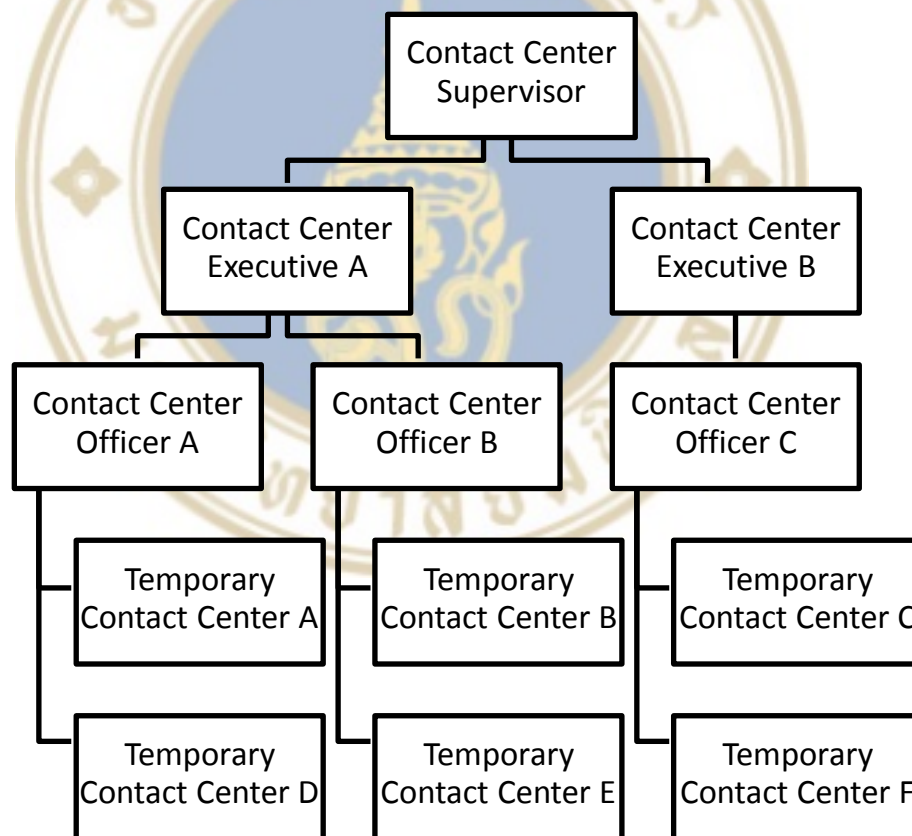 Contact Center
Supervisor
Contact Center
Executive A
Contact Center
Executive B
Contact Center
Officer A
Contact Center
Officer B
Contact Center
Officer C
Temporary
Contact Center A
Temporary
Contact Center B
Temporary
Contact Center C
Temporary
Contact Center D
Temporary
Contact Center E
Temporary
Contact Center F